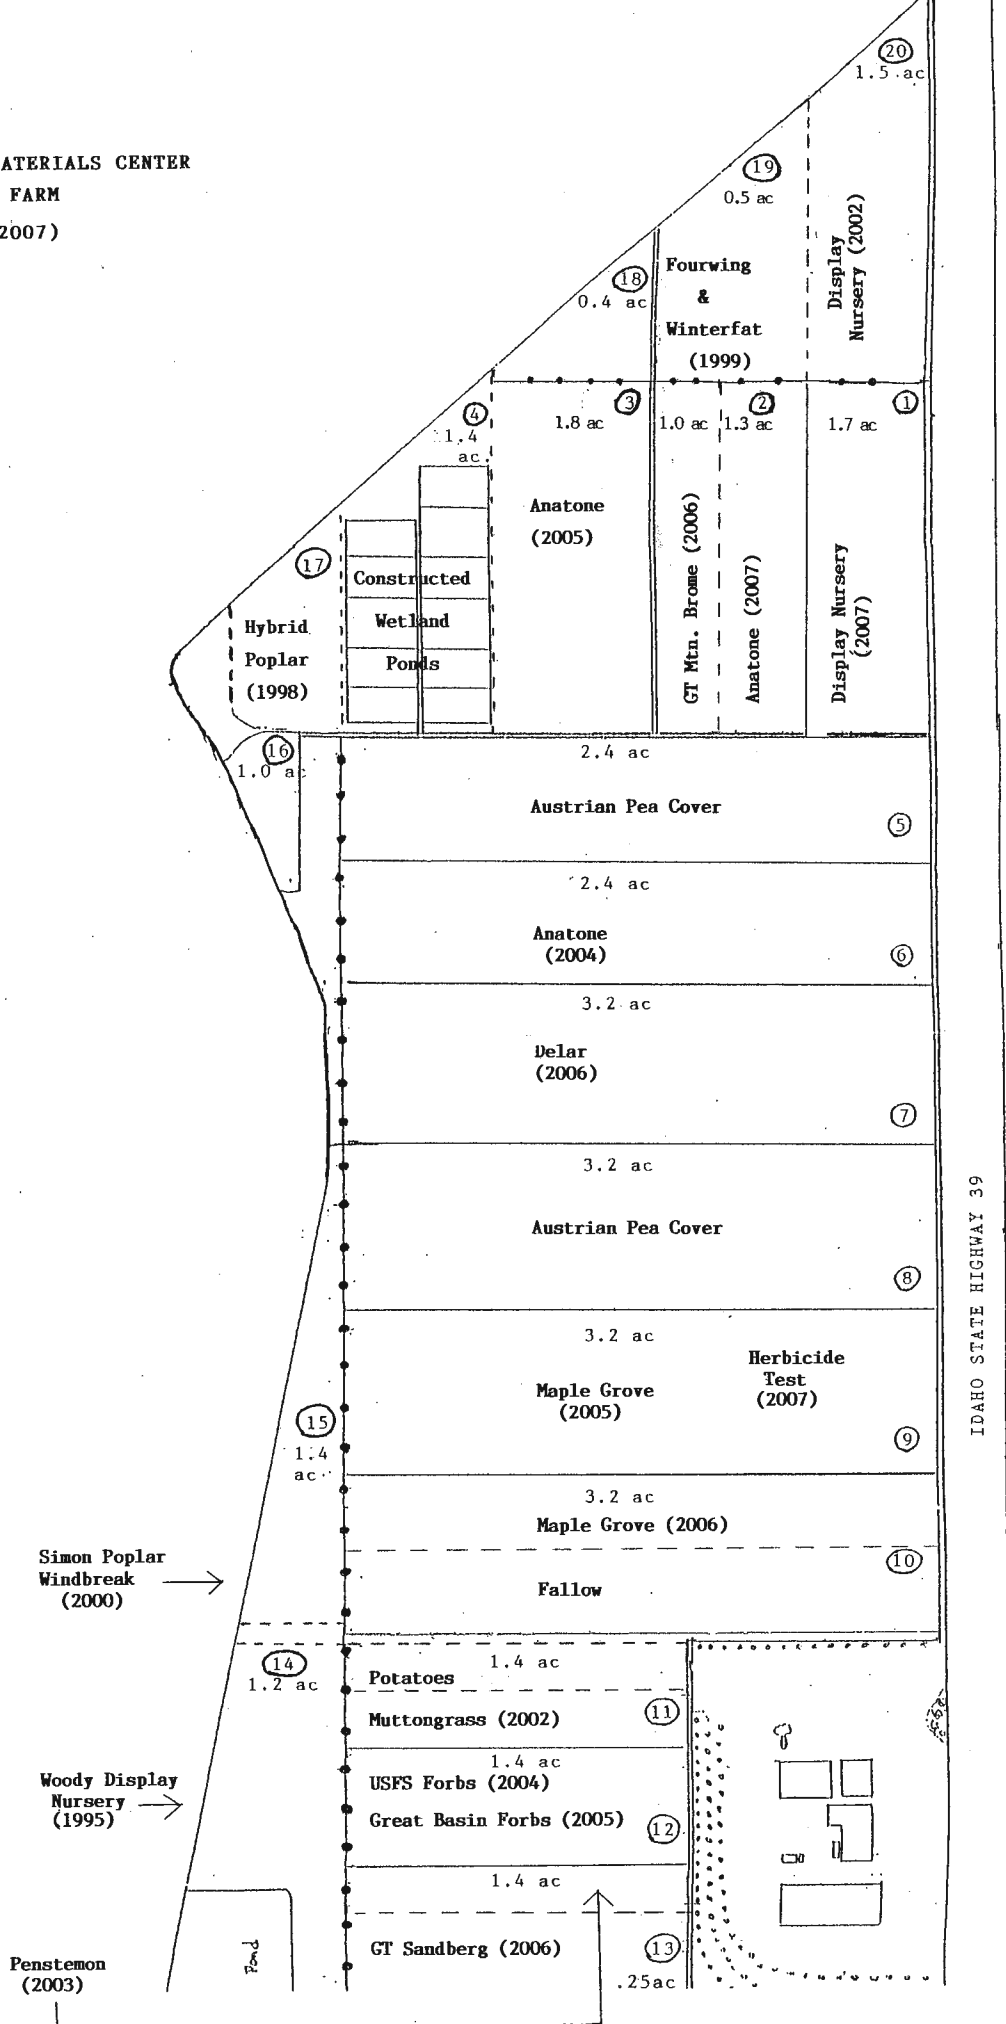 ATERIALS CENTER
FARM
2007)
20
1.5 ac
19
0.5 ac
Display
Nursery (2002)
18
0.4 ac
Fourwing
&
Winterfat
(1999)
4
1.4
ac.
3
1.8 ac
1.0 ac
2
1.3 ac
1
1.7 ac
Anatone
(2005)
GT Mtn. Brome (2006)
Anatone (2007)
Display Nursery
(2007)
17
Hybrid
Poplar
(1998)
Constructed
Wetland
Ponds
16
1.0 ac
2.4 ac
Austrian Pea Cover
5
2.4 ac
Anatone
(2004)
6
3.2 ac
Delar
(2006)
7
3.2 ac
Austrian Pea Cover
8
IDAHO STATE HIGHWAY 39
3.2 ac
Maple Grove
(2005)
Herbicide
Test
(2007)
9
15
1.4
ac
3.2 ac
Maple Grove (2006)
10
Fallow
Simon Poplar
Windbreak
(2000)
14
1.2 ac
1.4 ac
Potatoes
Muttongrass (2002)
11
1.4 ac
USFS Forbs (2004)
Great Basin Forbs (2005)
12
Woody Display
Nursery
(1995)
1.4 ac
GT Sandberg (2006)
13
.25ac
Pond
Penstemon
(2003)